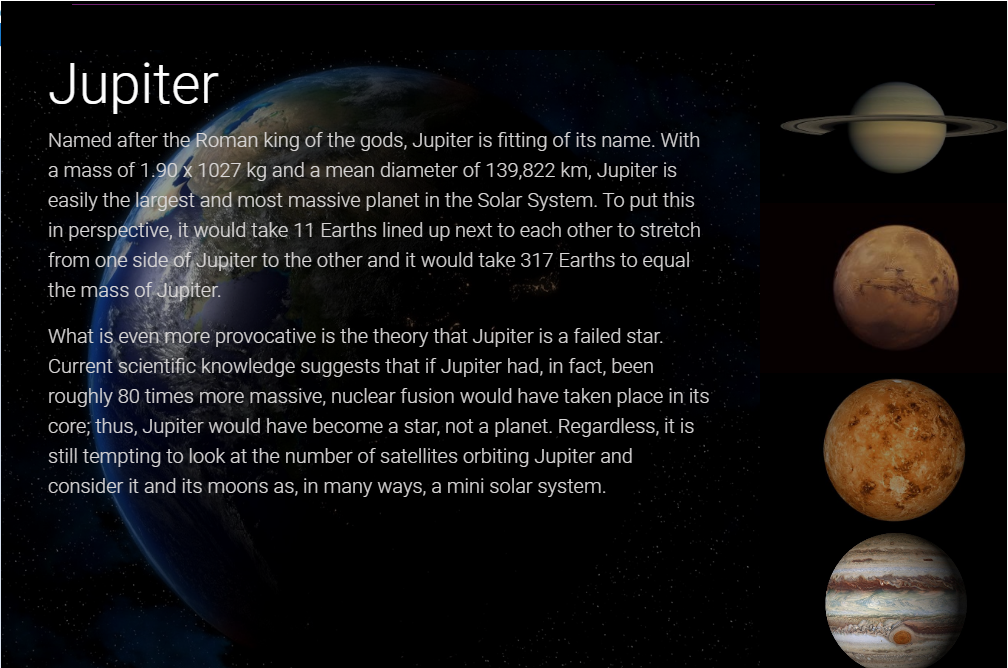 Jupiter
Named after the Roman king of the gods, Jupiter is fitting of its name. With
a mass of 1.90 x 1027 kg and a mean diameter of 139,822 km, Jupiter is
easily the largest and most massive planet in the Solar System. To put this
in perspective, it would take 11 Earths lined up next to each other to stretch
from one side of Jupiter to the other and it would take 317 Earths to equal
the mass of Jupiter.
What is even more provocative is the theory that Jupiter is a failed star.
Current scientific knowledge suggests that if Jupiter had, in fact, been
roughly 80 times more massive, nuclear fusion would have taken place in its
core; thus, Jupiter would have become a star, not a planet. Regardless, it is
still tempting to look at the number of satellites orbiting Jupiter and
consider it and its moons as, in many ways, a mini solar system.